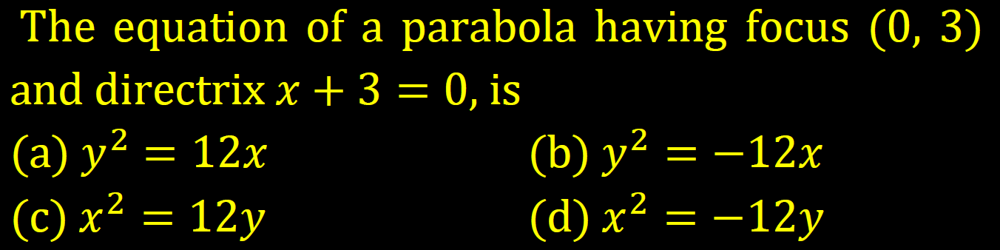 The equation of a parabola having focus (0, 3)
and directrix x + 3 = 0, is
(a) y² = 12x (b) y² = −12x
(c) x² = 12y (d) x² = −12y